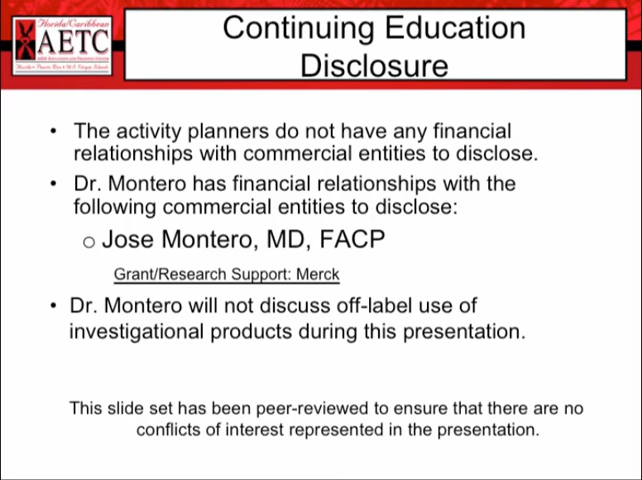 Florida/Caribbean
AETC
Continuing Education
Disclosure
• The activity planners do not have any financial
relationships with commercial entities to disclose.
• Dr. Montero has financial relationships with the
following commercial entities to disclose:
o Jose Montero, MD, FACP
Grant/Research Support: Merck
• Dr. Montero will not discuss off-label use of
investigational products during this presentation.
This slide set has been peer-reviewed to ensure that there are no
conflicts of interest represented in the presentation.